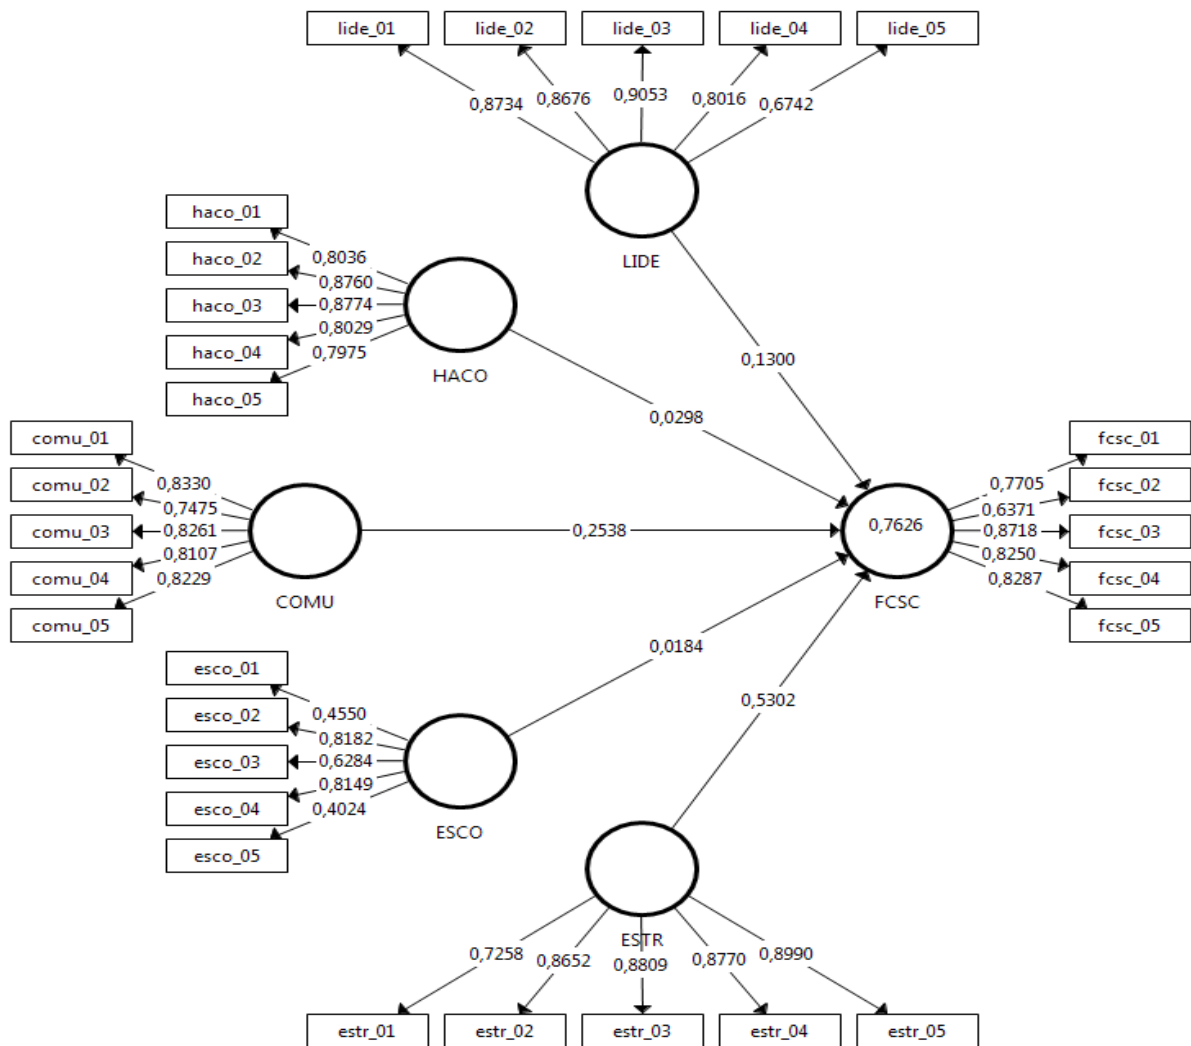 lide_01 lide_02 lide_03 lide_04 lide_05
0,8734 0,8676 0,9053 0,8016 0,6742
LIDE
haco_01
haco_02
haco_03
haco_04
haco_05
0,8036
0,8760
0,8774
0,8029
0,7975
HACO
0,1300
0,0298
comu_01
comu_02
comu_03
comu_04
comu_05
0,8330
0,7475
0,8261
0,8107
0,8229
COMU
0,2538
0,7626
FCSC
0,7705
0,6371
0,8718
0,8250
0,8287
fcsc_01
fcsc_02
fcsc_03
fcsc_04
fcsc_05
esco_01
esco_02
esco_03
esco_04
esco_05
0,4550
0,8182
0,6284
0,8149
0,4024
ESCO
0,0184
0,5302
ESTR
0,7258 0,8652 0,8809 0,8770 0,8990
estr_01 estr_02 estr_03 estr_04 estr_05